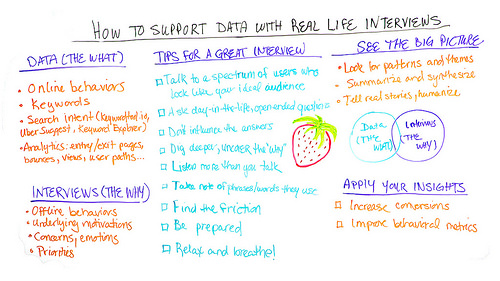 HOW TO SUPPORT DATA WITH REAL LIFE INTERVIEWS
DATA (THE WHAT)
• Online behaviors
• Keywords
• Search intent (Keywordtool.io,
Uber Suggest, Keyword Explorer)
• Analytics: entry/exit pages,
bounces, views, user paths...
INTERVIEWS (THE WHY)
• Offline behaviors
• Underlying motivations
• Concerns, emotions
• Priorities
TIPS FOR A GREAT INTERVIEW
Talk to a spectrum of users who
look like your ideal audience
Ask day-in-the-life, open ended questions
Don't influence the answers
Dig deeper, uncover the "why"
Listen more than you talk
Take note of phrases/words they use
Find the friction
Be prepared
Relax and breathe!
SEE THE BIG PICTURE
• Look for patterns and themes
• Summarize and synthesize
• Tell real stories, humanize
Data
(THE WHAT)
(THE
WHY)
APPLY YOUR INSIGHTS
Increase conversions
Improve behavioral metrics